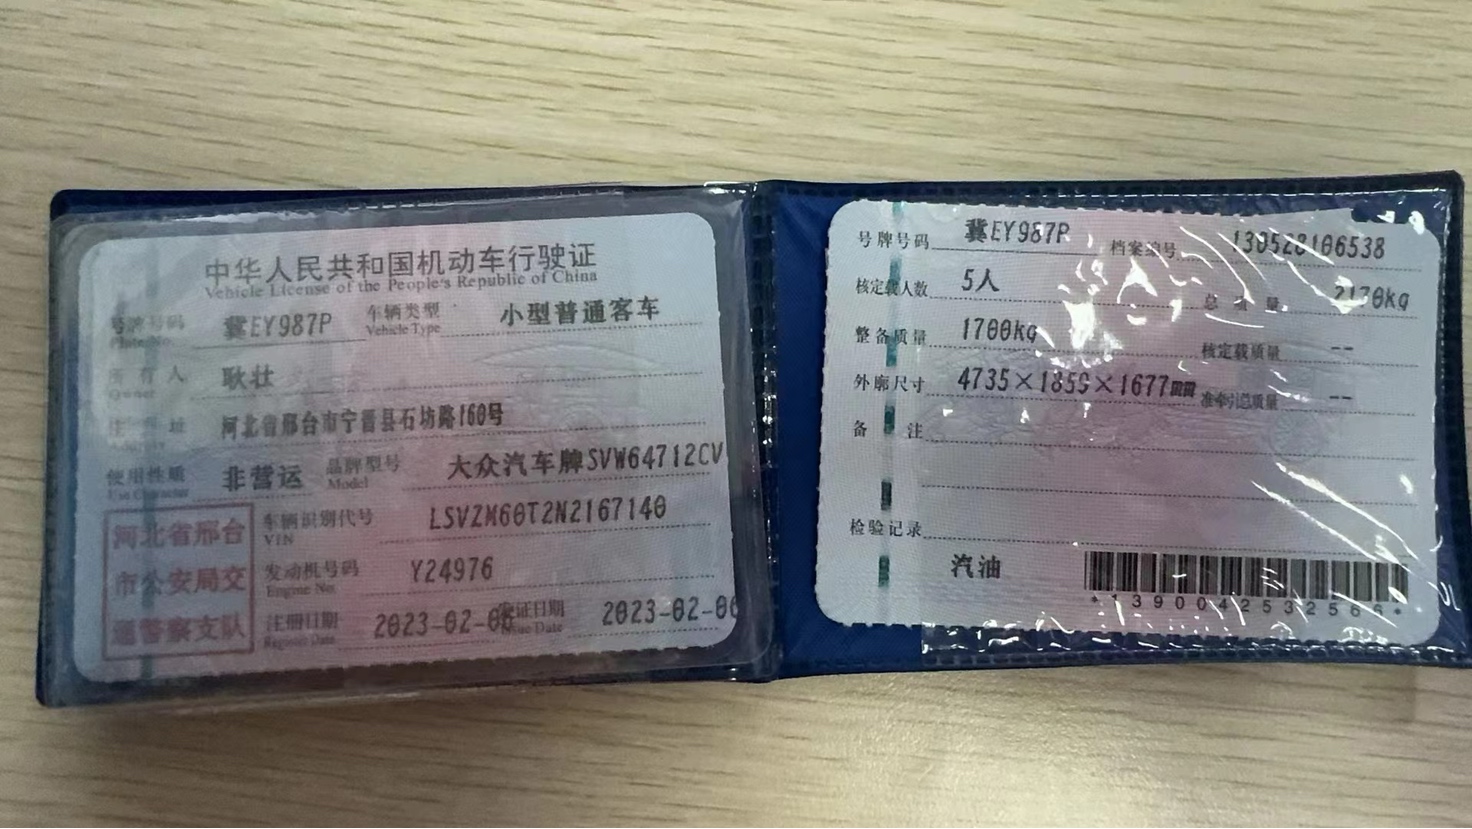 中华人民共和国机动车行驶证
Vehicle License of the People's Republic of China
号牌号码 冀EY987P 车辆类型 小型普通客车
Plate No. Vehicle Type
所有人 耿壮
Owner
住址 河北省邢台市宁晋县石坊路160号
使用性质 非营运 品牌型号 大众汽车牌SVW64712CV
Use Character Model
车辆识别代号 LSVZM60T2N2167140
VIN
发动机号码 Y24976
Engine No.
注册日期 2023-02-06 发证日期 2023-02-06
Register Date Issue Date
河北省邢台
市公安局交
通警察支队
号牌号码 冀EY987P 档案编号 130528106538
核定载人数 5人 总质量 2170kg
整备质量 1700kg 核定载质量 --
外廓尺寸 4735×1859×1677mm 准牵引总质量 --
备注
检验记录
汽油
*1390042532566*